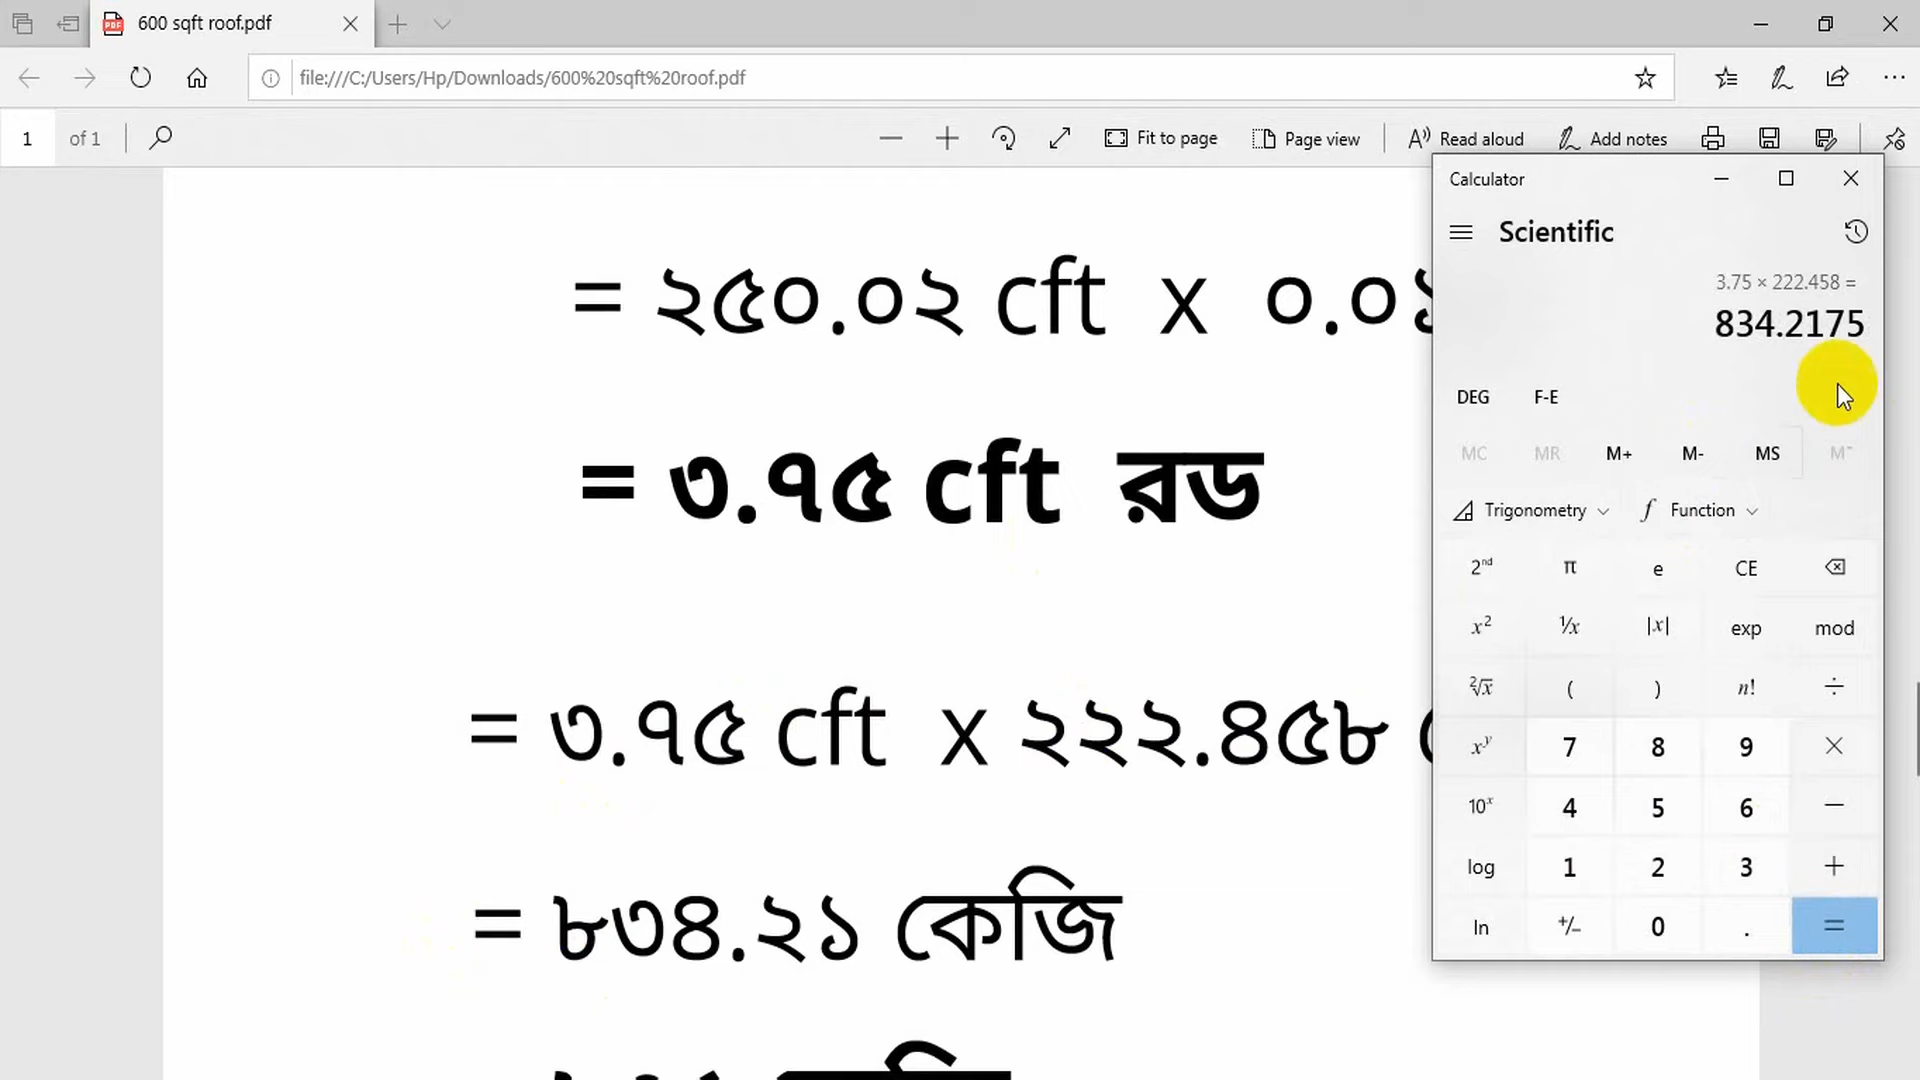 600 sqft roof.pdf
file:///C:/Users/Hp/Downloads/600%20sqft%20roof.pdf
1 of 1 Fit to page Page view Read aloud Add notes
= ২৫০.০২ cft x ০.০১
= ৩.৭৫ cft রড
= ৩.৭৫ cft x ২২২.৪৫৮
= ৮৩৪.২১ কেজি
Calculator
Scientific
3.75 × 222.458 =
834.2175
DEG F-E
MC MR M+ M- MS M˅
Trigonometry f Function
2ⁿᵈ π e CE
x² ¹/x |x| exp mod
²√x ( ) n! ÷
xʸ 7 8 9 ×
10ˣ 4 5 6 −
log 1 2 3 +
ln +/− 0 . =